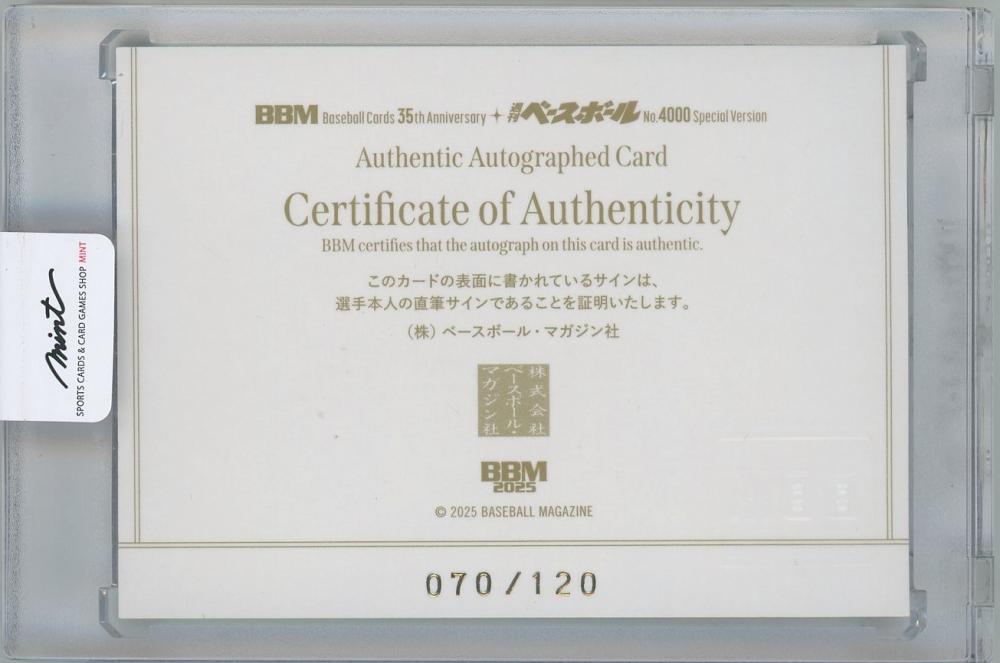 BBM Baseball Cards 35th Anniversary + 週刊ベースボール No.4000 Special Version
Authentic Autographed Card
Certificate of Authenticity
BBM certifies that the autograph on this card is authentic.
このカードの表面に書かれているサインは、
選手本人の直筆サインであることを証明いたします。
(株) ベースボール・マガジン社
株式会社
ベースボール・
マガジン社
BBM
2025
© 2025 BASEBALL MAGAZINE
070/120
mint
SPORTS CARDS & CARD GAMES SHOP MINT